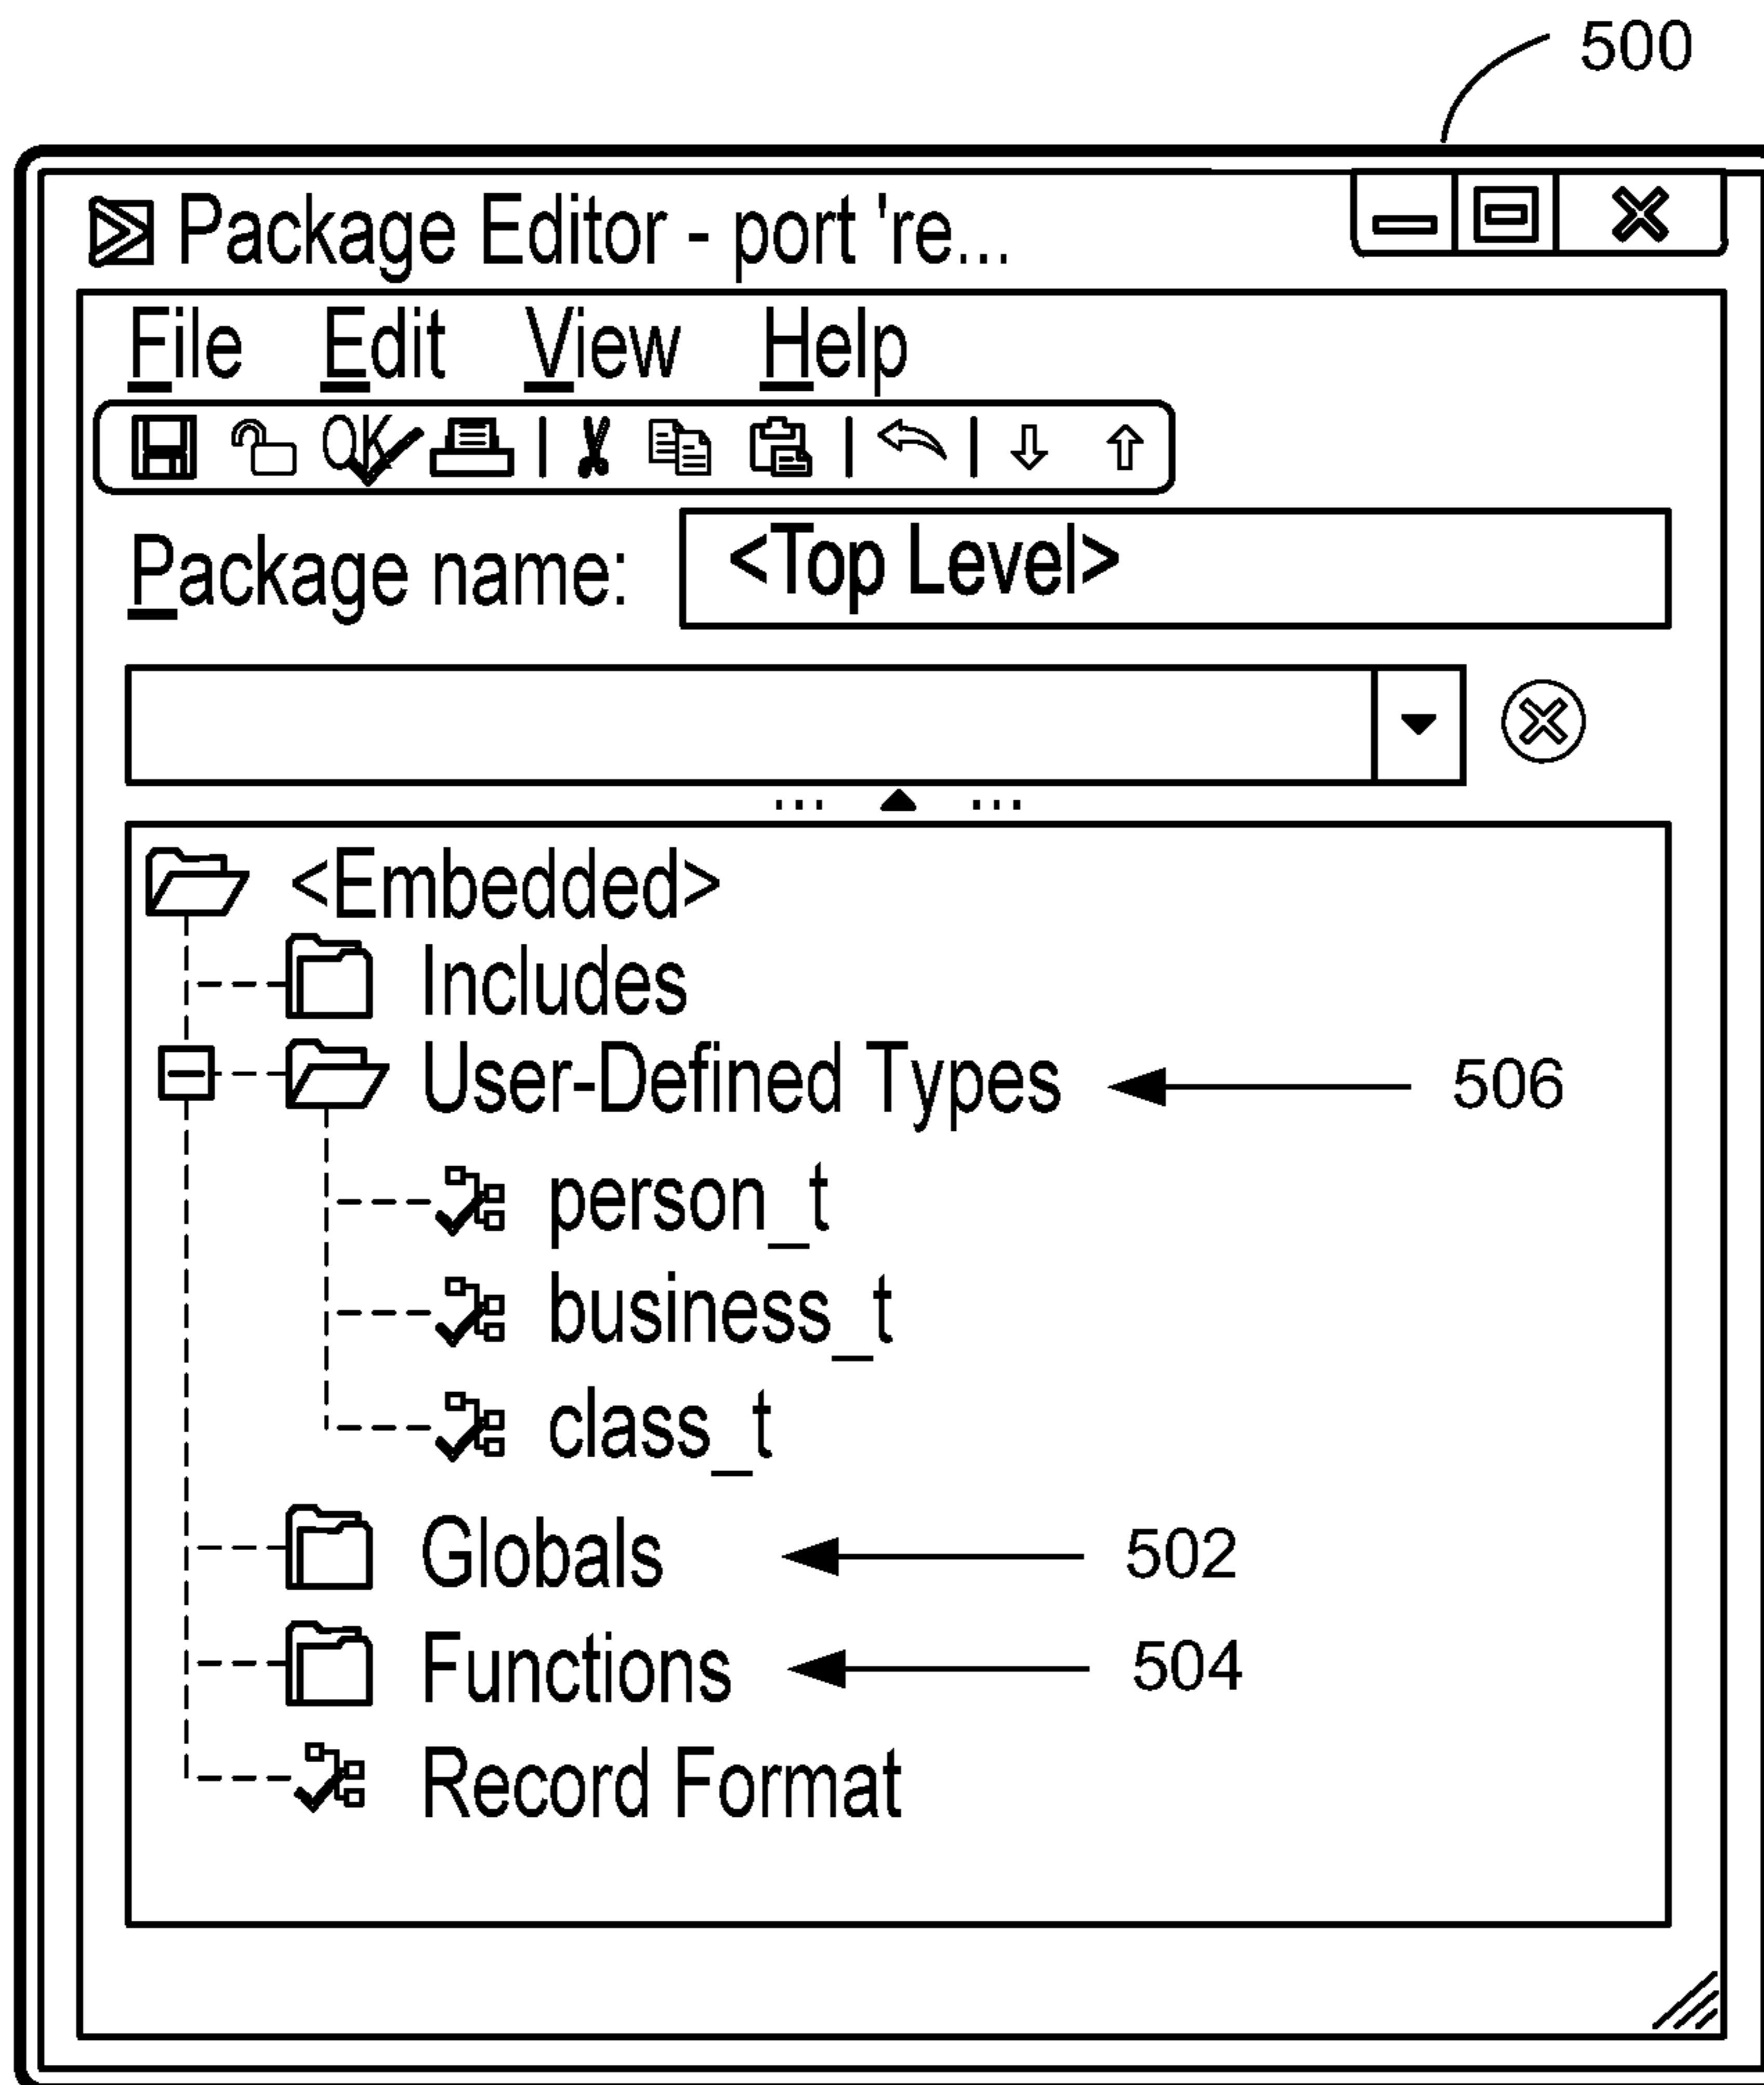 500
Package Editor - port 're...
File Edit View Help
OK
Package name: <Top Level>
<Embedded>
Includes
User-Defined Types 506
person_t
business_t
class_t
Globals 502
Functions 504
Record Format